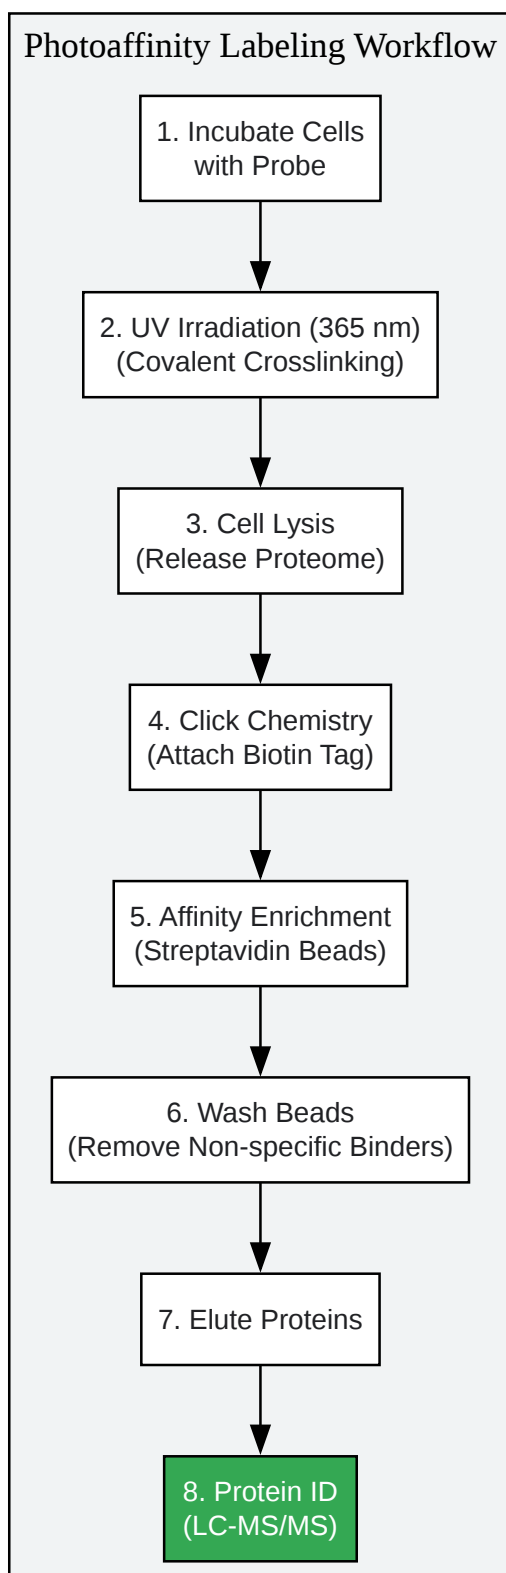 Photoaffinity Labeling Workflow
1. Incubate Cells
with Probe
2. UV Irradiation (365 nm)
(Covalent Crosslinking)
3. Cell Lysis
(Release Proteome)
4. Click Chemistry
(Attach Biotin Tag)
5. Affinity Enrichment
(Streptavidin Beads)
6. Wash Beads
(Remove Non-specific Binders)
7. Elute Proteins
8. Protein ID
(LC-MS/MS)